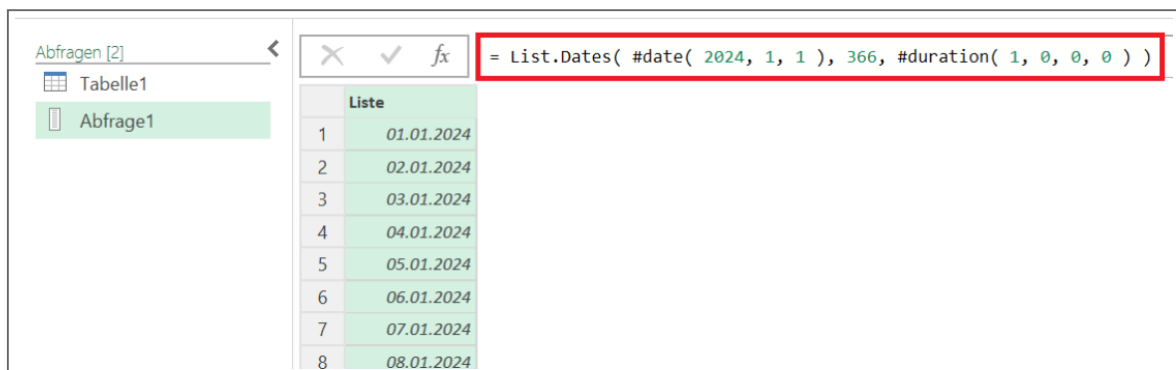 Abfragen [2]
Tabelle1
Abfrage1
fx
= List.Dates( #date( 2024, 1, 1 ), 366, #duration( 1, 0, 0, 0 ) )
Liste
1 01.01.2024
2 02.01.2024
3 03.01.2024
4 04.01.2024
5 05.01.2024
6 06.01.2024
7 07.01.2024
8 08.01.2024